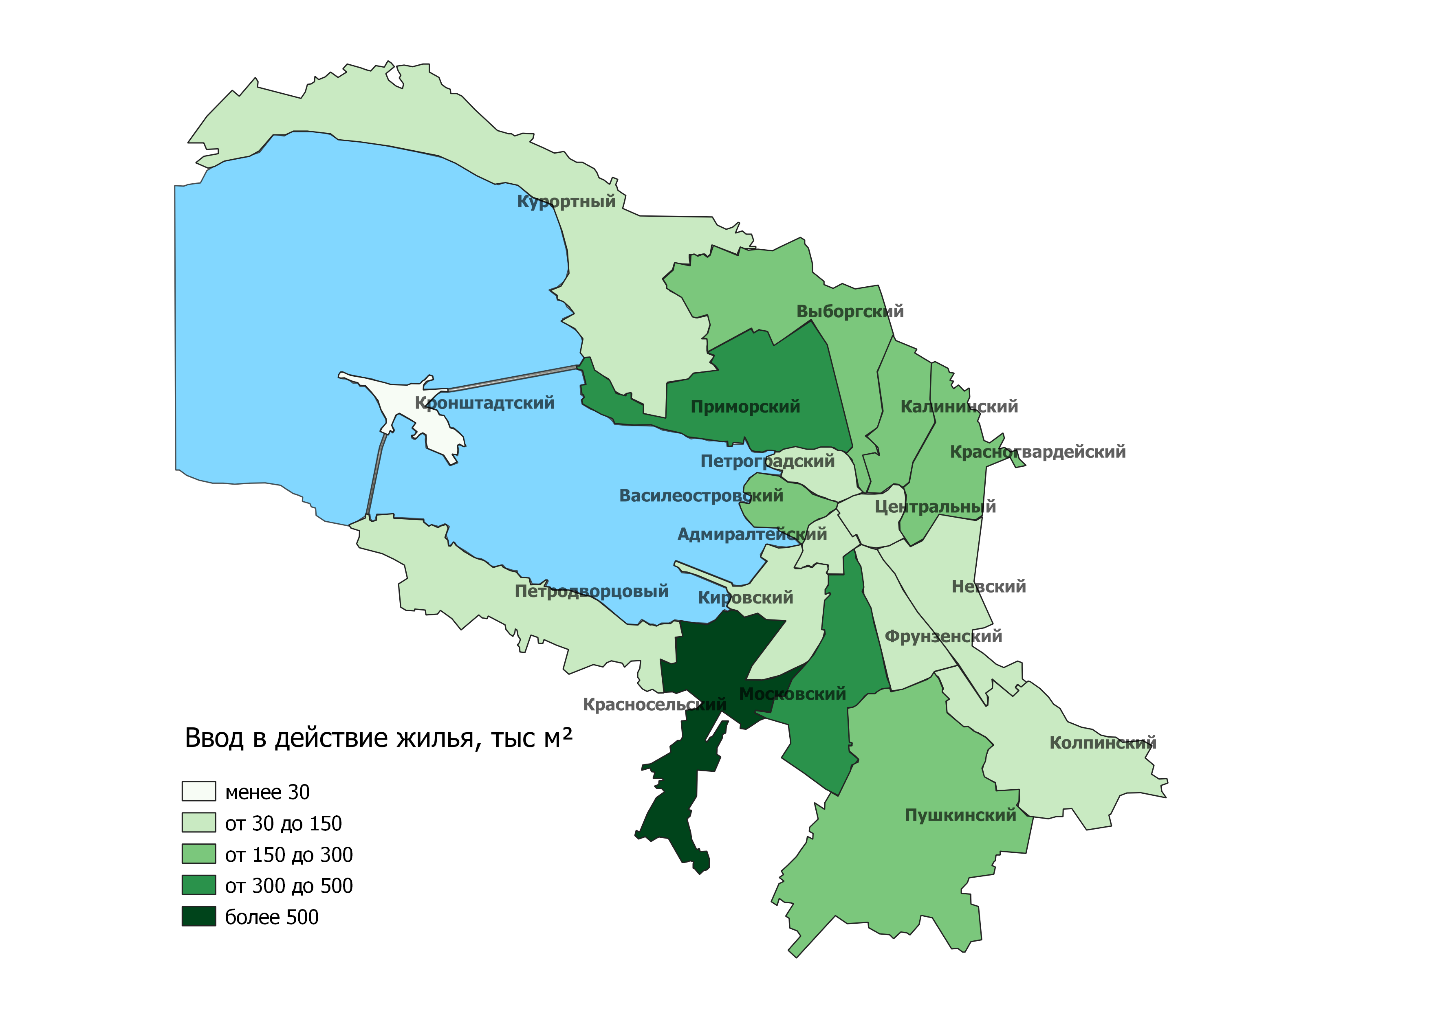 Курортный
Выборгский
Кронштадтский
Приморский
Калининский
Красногвардейский
Петроградский
Василеостровский
Центральный
Адмиралтейский
Петродворцовый
Кировский
Невский
Фрунзенский
Московский
Красносельский
Колпинский
Пушкинский
Ввод в действие жилья, тыс м²
менее 30
от 30 до 150
от 150 до 300
от 300 до 500
более 500